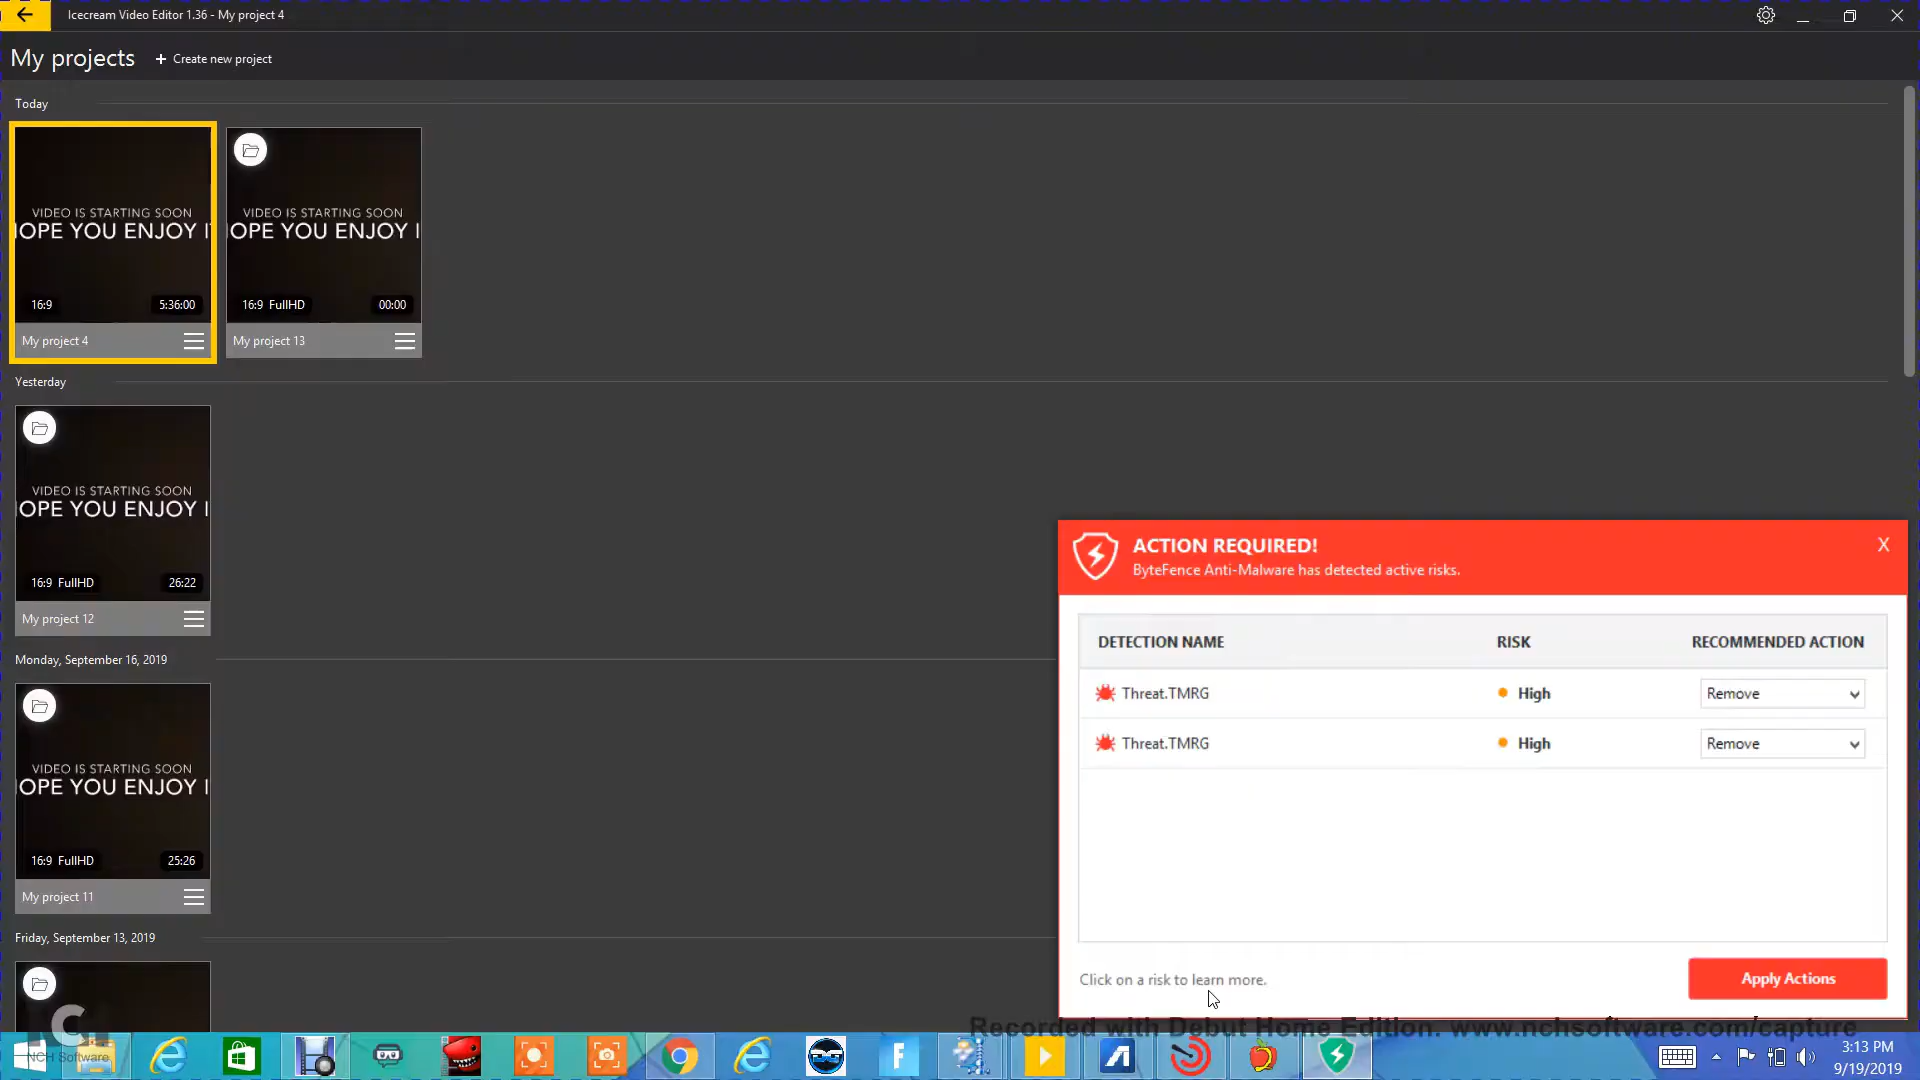 Icecream Video Editor 1.36 - My project 4
My projects
+ Create new project
Today
VIDEO IS STARTING SOON
OPE YOU ENJOY I
16:9
5:36:00
My project 4
VIDEO IS STARTING SOON
OPE YOU ENJOY I
16:9 FullHD
00:00
My project 13
Yesterday
VIDEO IS STARTING SOON
OPE YOU ENJOY I
16:9 FullHD
26:22
My project 12
Monday, September 16, 2019
VIDEO IS STARTING SOON
OPE YOU ENJOY I
16:9 FullHD
25:26
My project 11
Friday, September 13, 2019
ACTION REQUIRED!
X
ByteFence Anti-Malware has detected active risks.
DETECTION NAME RISK RECOMMENDED ACTION
Threat.TMRG High Remove
Threat.TMRG High Remove
Click on a risk to learn more.
Apply Actions
Recorded with Debut Home Edition. www.nchsoftware.com/capture
NCH Software
3:13 PM
9/19/2019